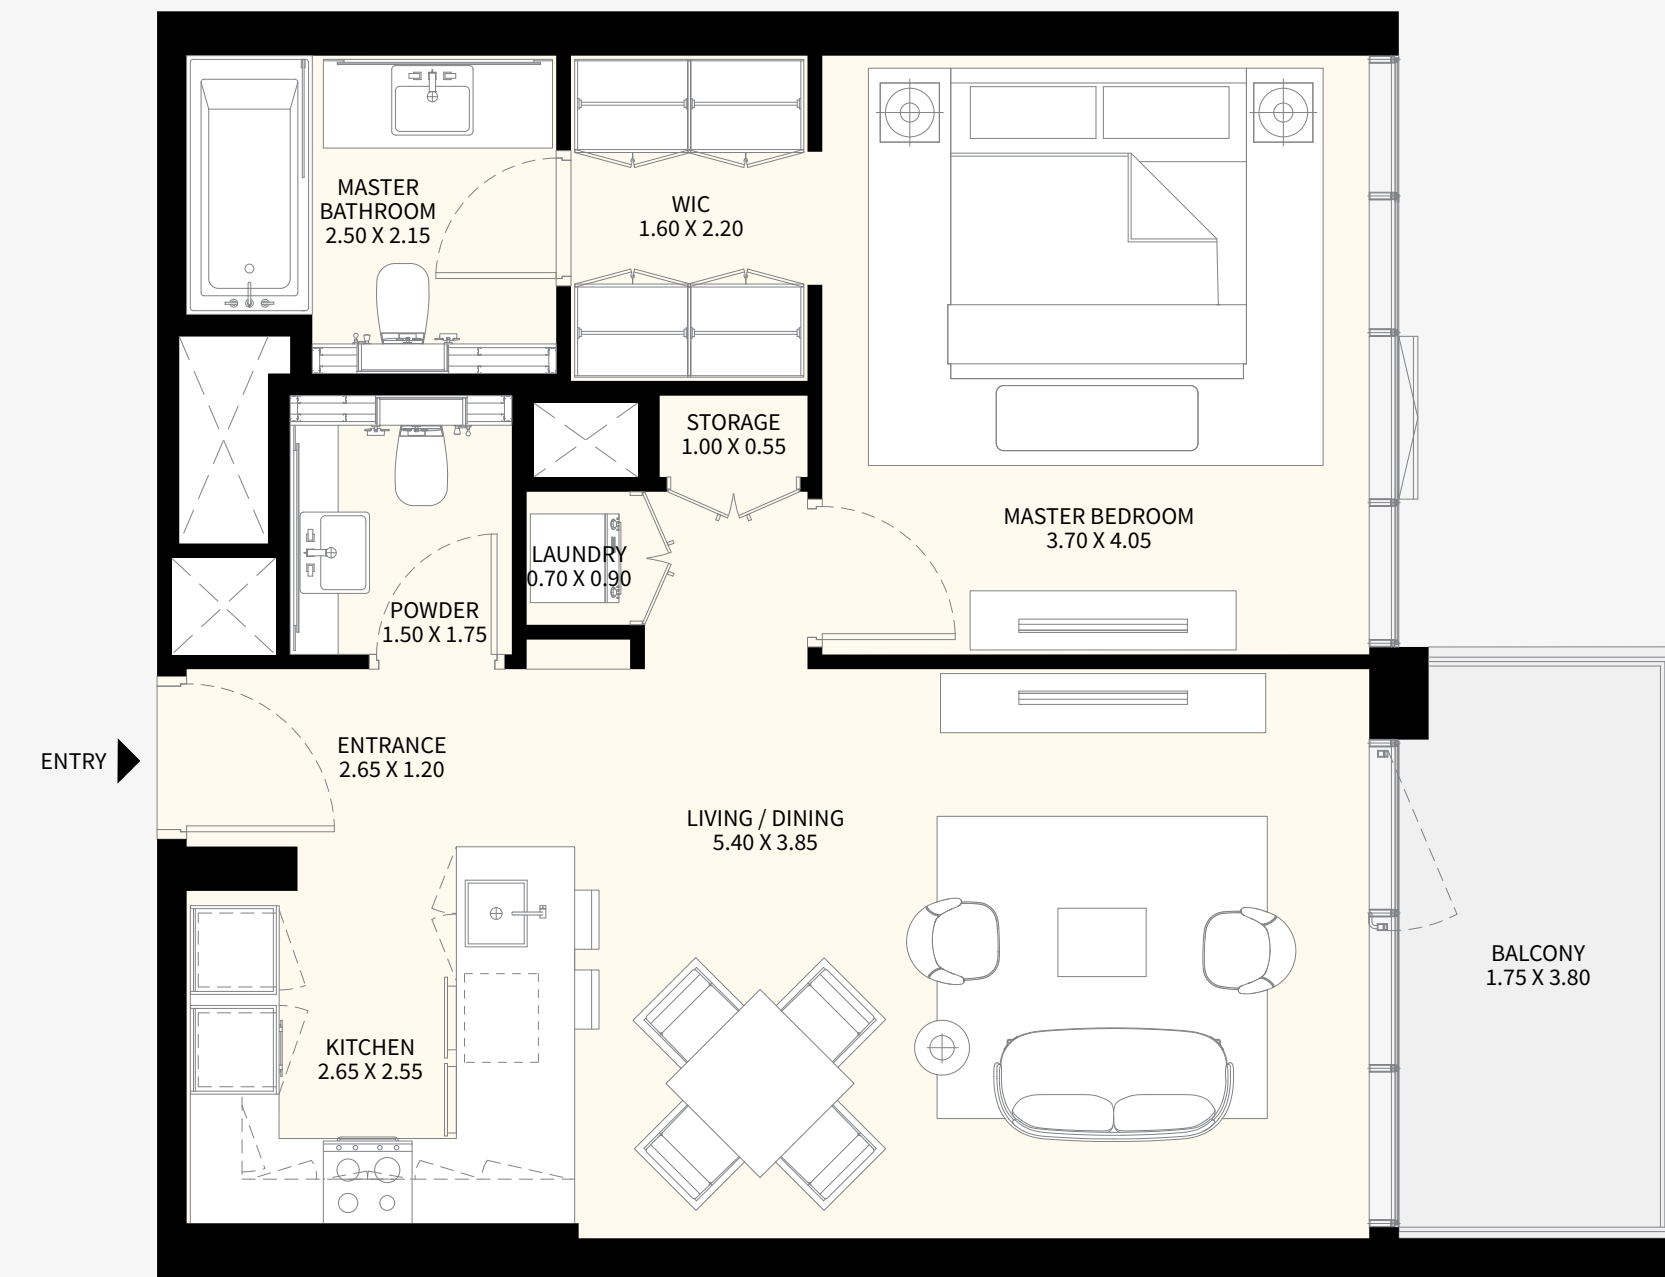 MASTER
BATHROOM
2.50 X 2.15
WIC
1.60 X 2.20
STORAGE
1.00 X 0.55
MASTER BEDROOM
3.70 X 4.05
LAUNDRY
0.70 X 0.90
POWDER
1.50 X 1.75
ENTRY
ENTRANCE
2.65 X 1.20
LIVING / DINING
5.40 X 3.85
BALCONY
1.75 X 3.80
KITCHEN
2.65 X 2.55